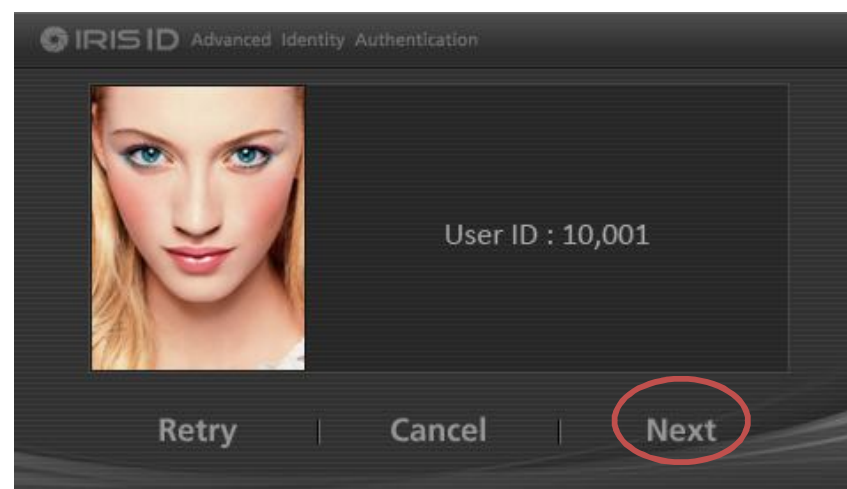 IRIS ID Advanced Identity Authentication
User ID : 10,001
Retry | Cancel | Next